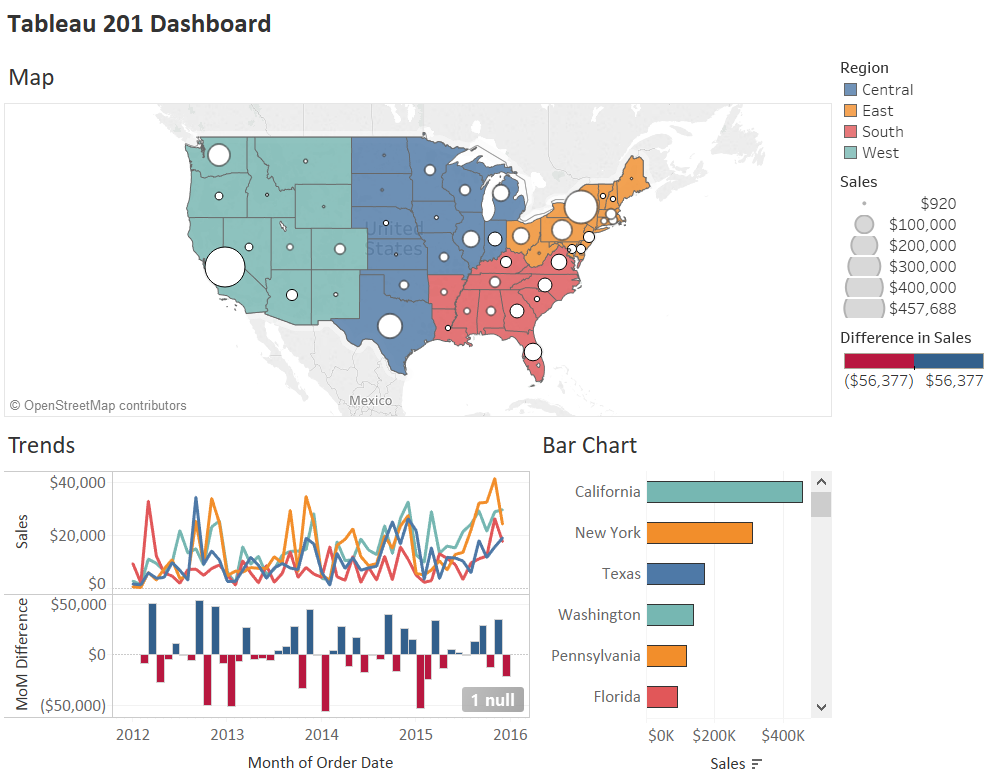 Tableau 201 Dashboard
Map
United
States
Mexico
© OpenStreetMap contributors
Region
Central
East
South
West
Sales
$920
$100,000
$200,000
$300,000
$400,000
$457,688
Difference in Sales
($56,377) $56,377
Trends
Sales
$40,000
$20,000
$0
MoM Difference
$50,000
$0
($50,000)
1 null
2012 2013 2014 2015 2016
Month of Order Date
Bar Chart
California
New York
Texas
Washington
Pennsylvania
Florida
$0K $200K $400K
Sales